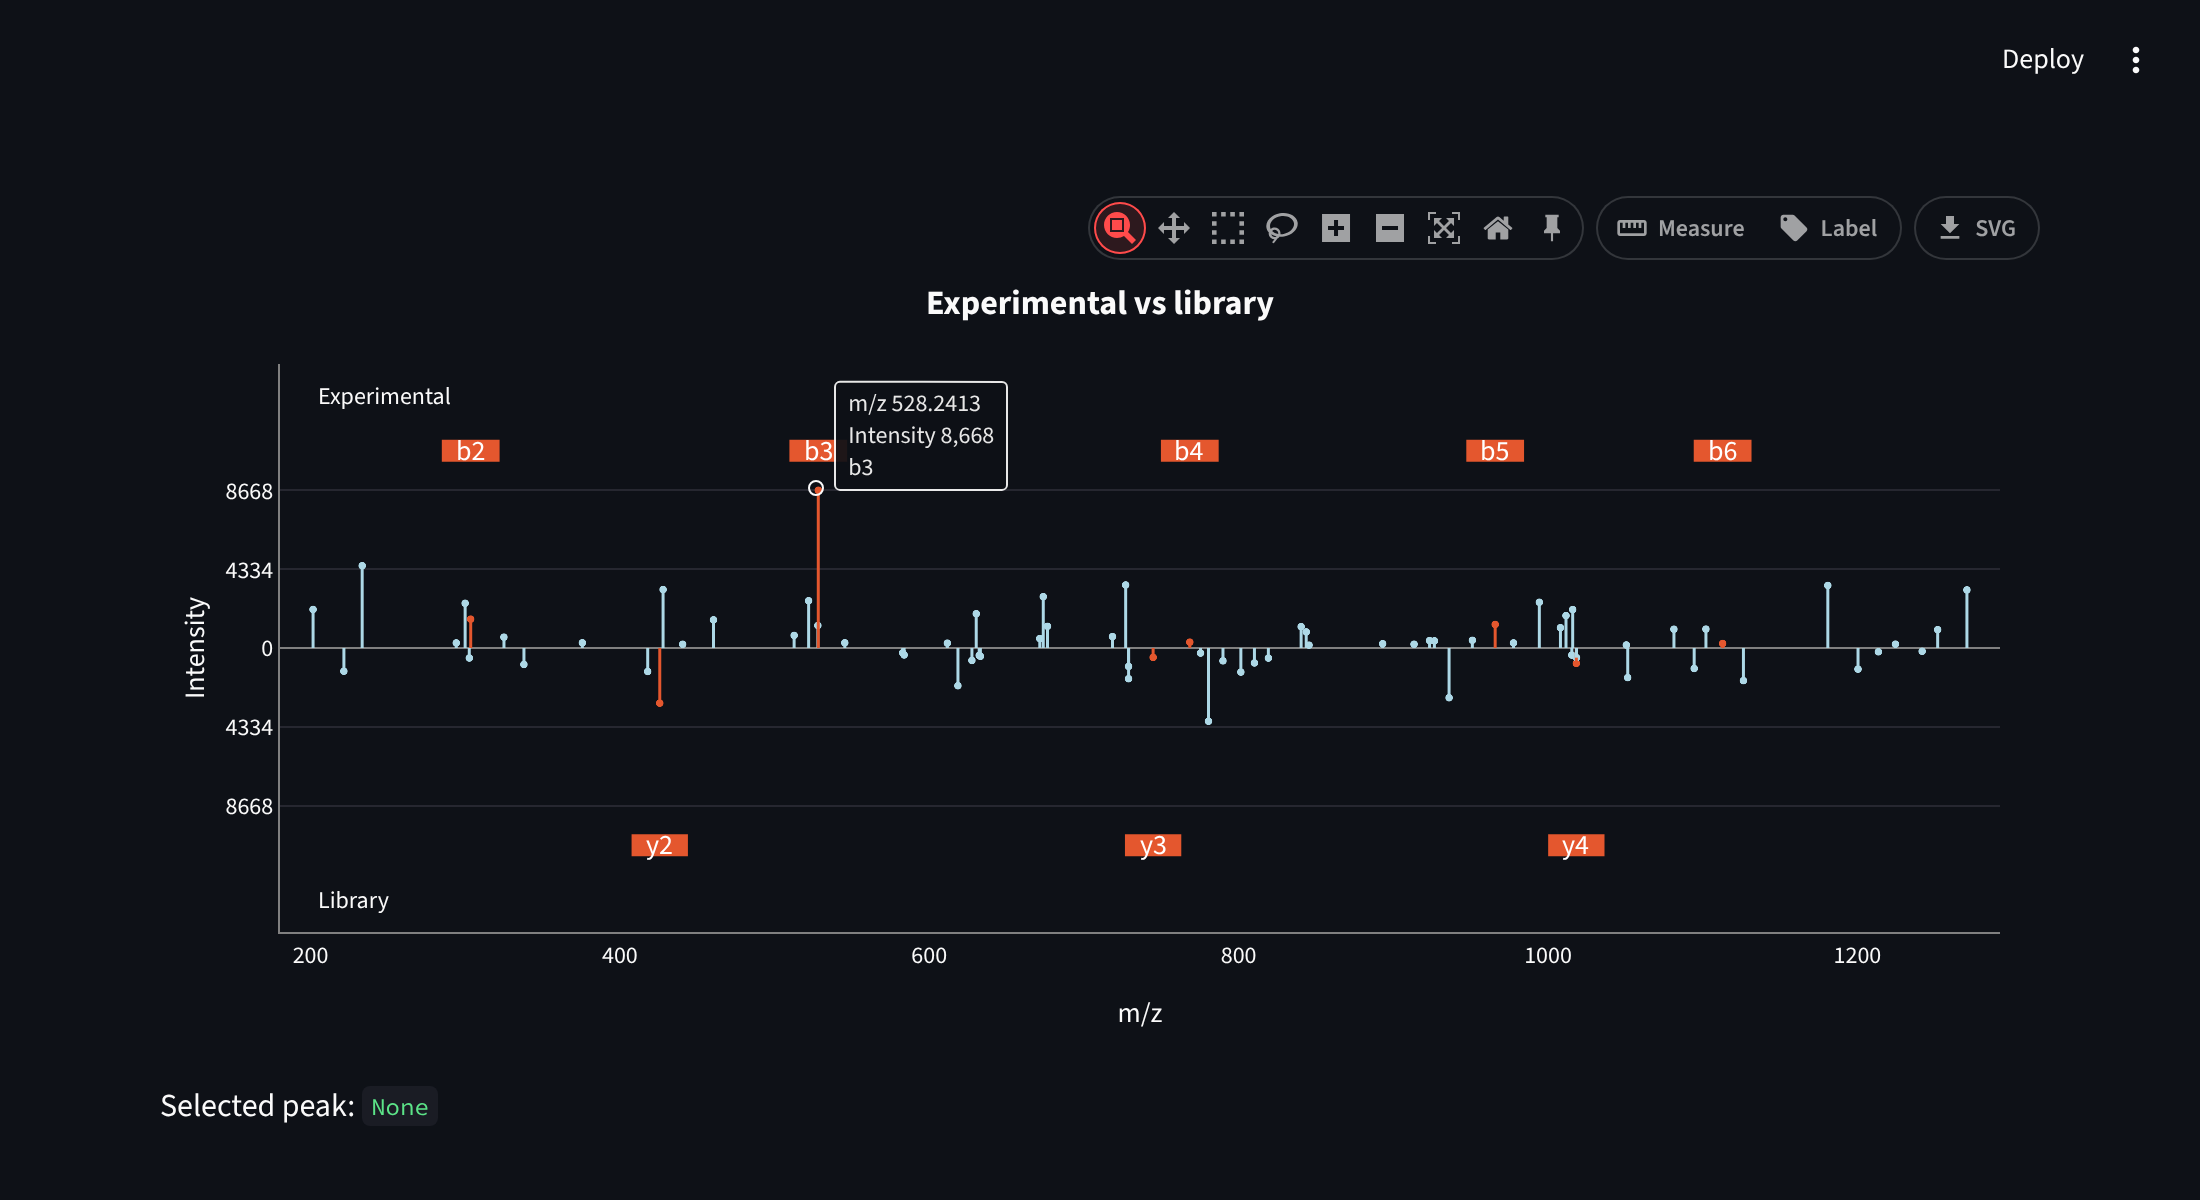 Deploy
Measure
Label
SVG
Experimental vs library
Experimental
m/z 528.2413
Intensity 8,668
b3
b2
b3
b4
b5
b6
8668
4334
0
4334
8668
Intensity
y2
y3
y4
Library
200
400
600
800
1000
1200
m/z
Selected peak: None